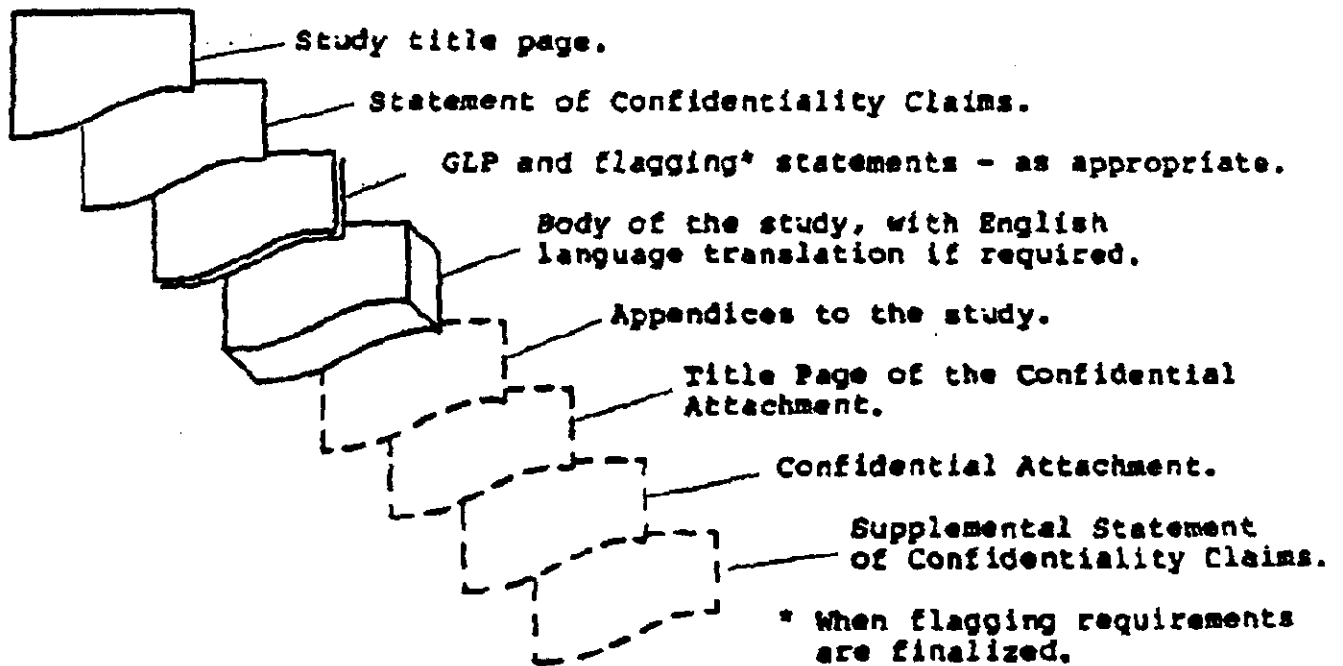 Study title page.
Statement of Confidentiality Claims.
GLP and flagging* statements - as appropriate.
Body of the study, with English
language translation if required.
Appendices to the study.
Title Page of the Confidential
Attachment.
Confidential Attachment.
Supplemental Statement
of Confidentiality Claims.
* When flagging requirements
are finalized.